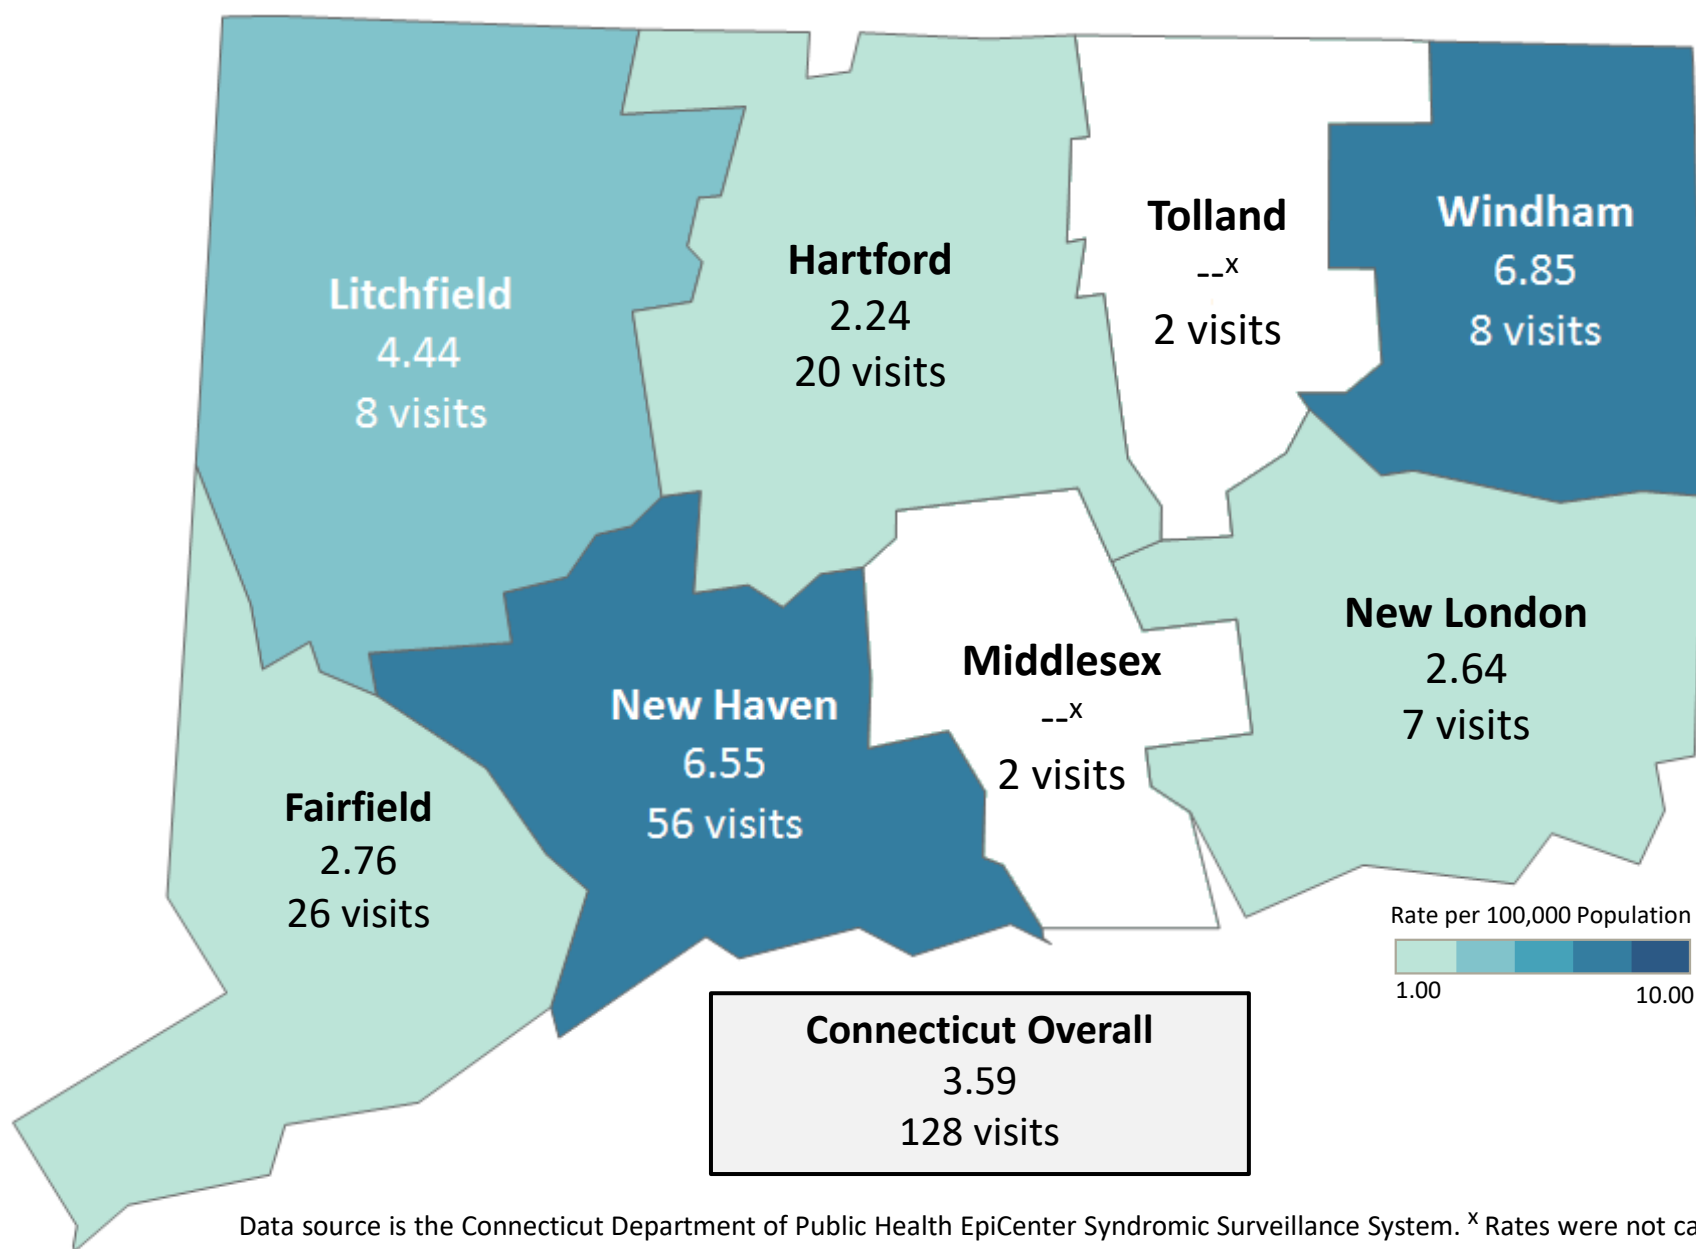 Litchfield
4.44
8 visits
Hartford
2.24
20 visits
Tolland
--x
2 visits
Windham
6.85
8 visits
New Haven
6.55
56 visits
Middlesex
--x
2 visits
New London
2.64
7 visits
Fairfield
2.76
26 visits
Rate per 100,000 Population
1.00 10.00
Connecticut Overall
3.59
128 visits
Data source is the Connecticut Department of Public Health EpiCenter Syndromic Surveillance System. x Rates were not